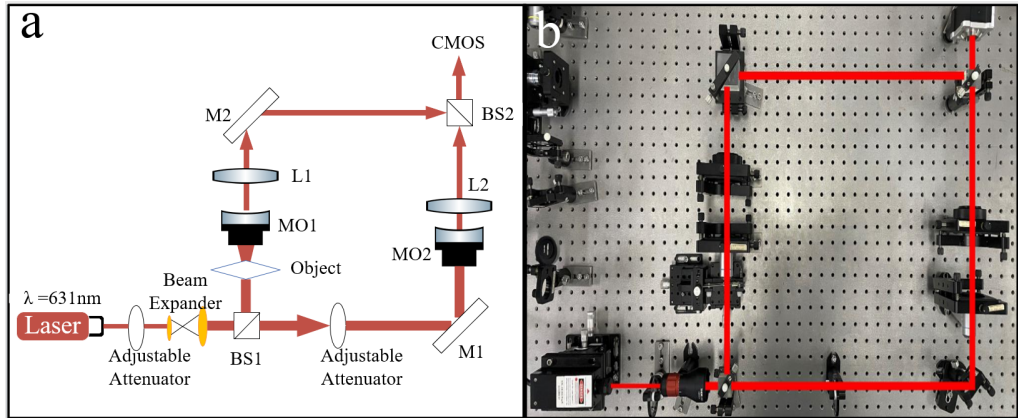 a
b
CMOS
M2
BS2
L1
L2
MO1
MO2
Object
λ =631nm
Beam
Expander
Laser
Adjustable
Attenuator
BS1
Adjustable
Attenuator
M1